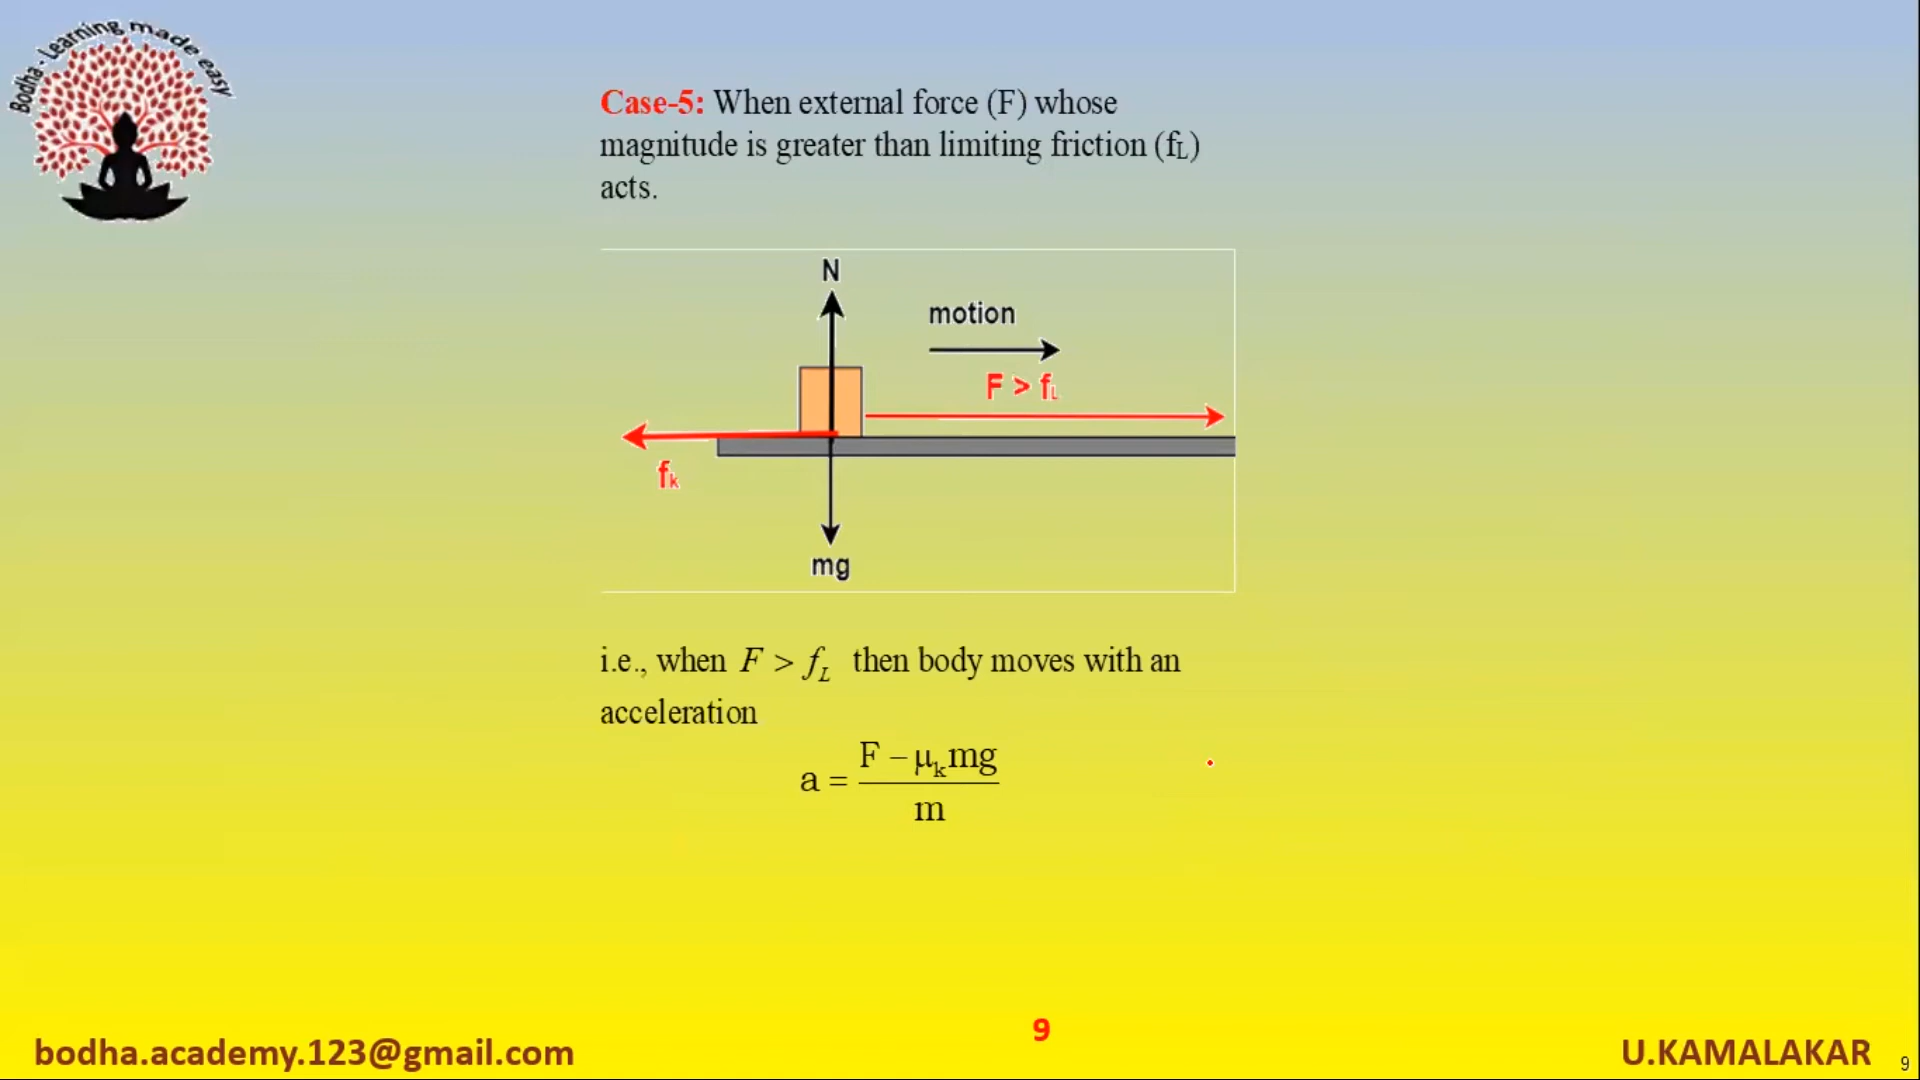 Bodha - Learning made easy
Case-5: When external force (F) whose
magnitude is greater than limiting friction (fL)
acts.
N
motion
F > fL
fk
mg
i.e., when F > fL then body moves with an
acceleration
a = (F − μkmg) / m
9
bodha.academy.123@gmail.com
U.KAMALAKAR
9